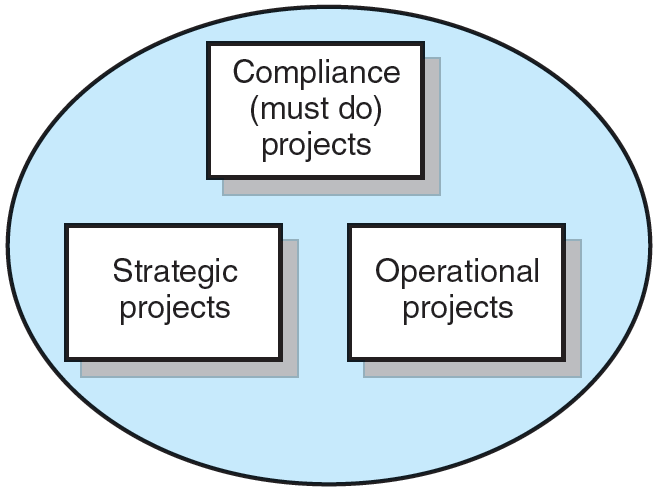 Compliance
(must do)
projects
Strategic
projects
Operational
projects